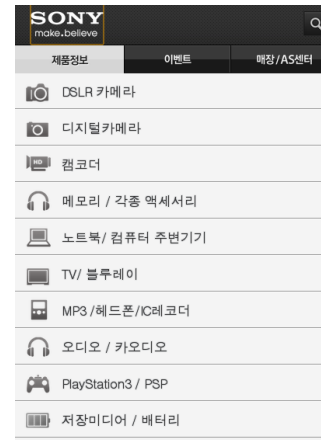 SONY
make.believe
제품정보 이벤트 매장/AS센터
DSLR 카메라
디지털카메라
HD 캠코더
메모리 / 각종 액세서리
노트북/ 컴퓨터 주변기기
TV/ 블루레이
MP3 /헤드폰/IC레코더
오디오 / 카오디오
PlayStation3 / PSP
저장미디어 / 배터리